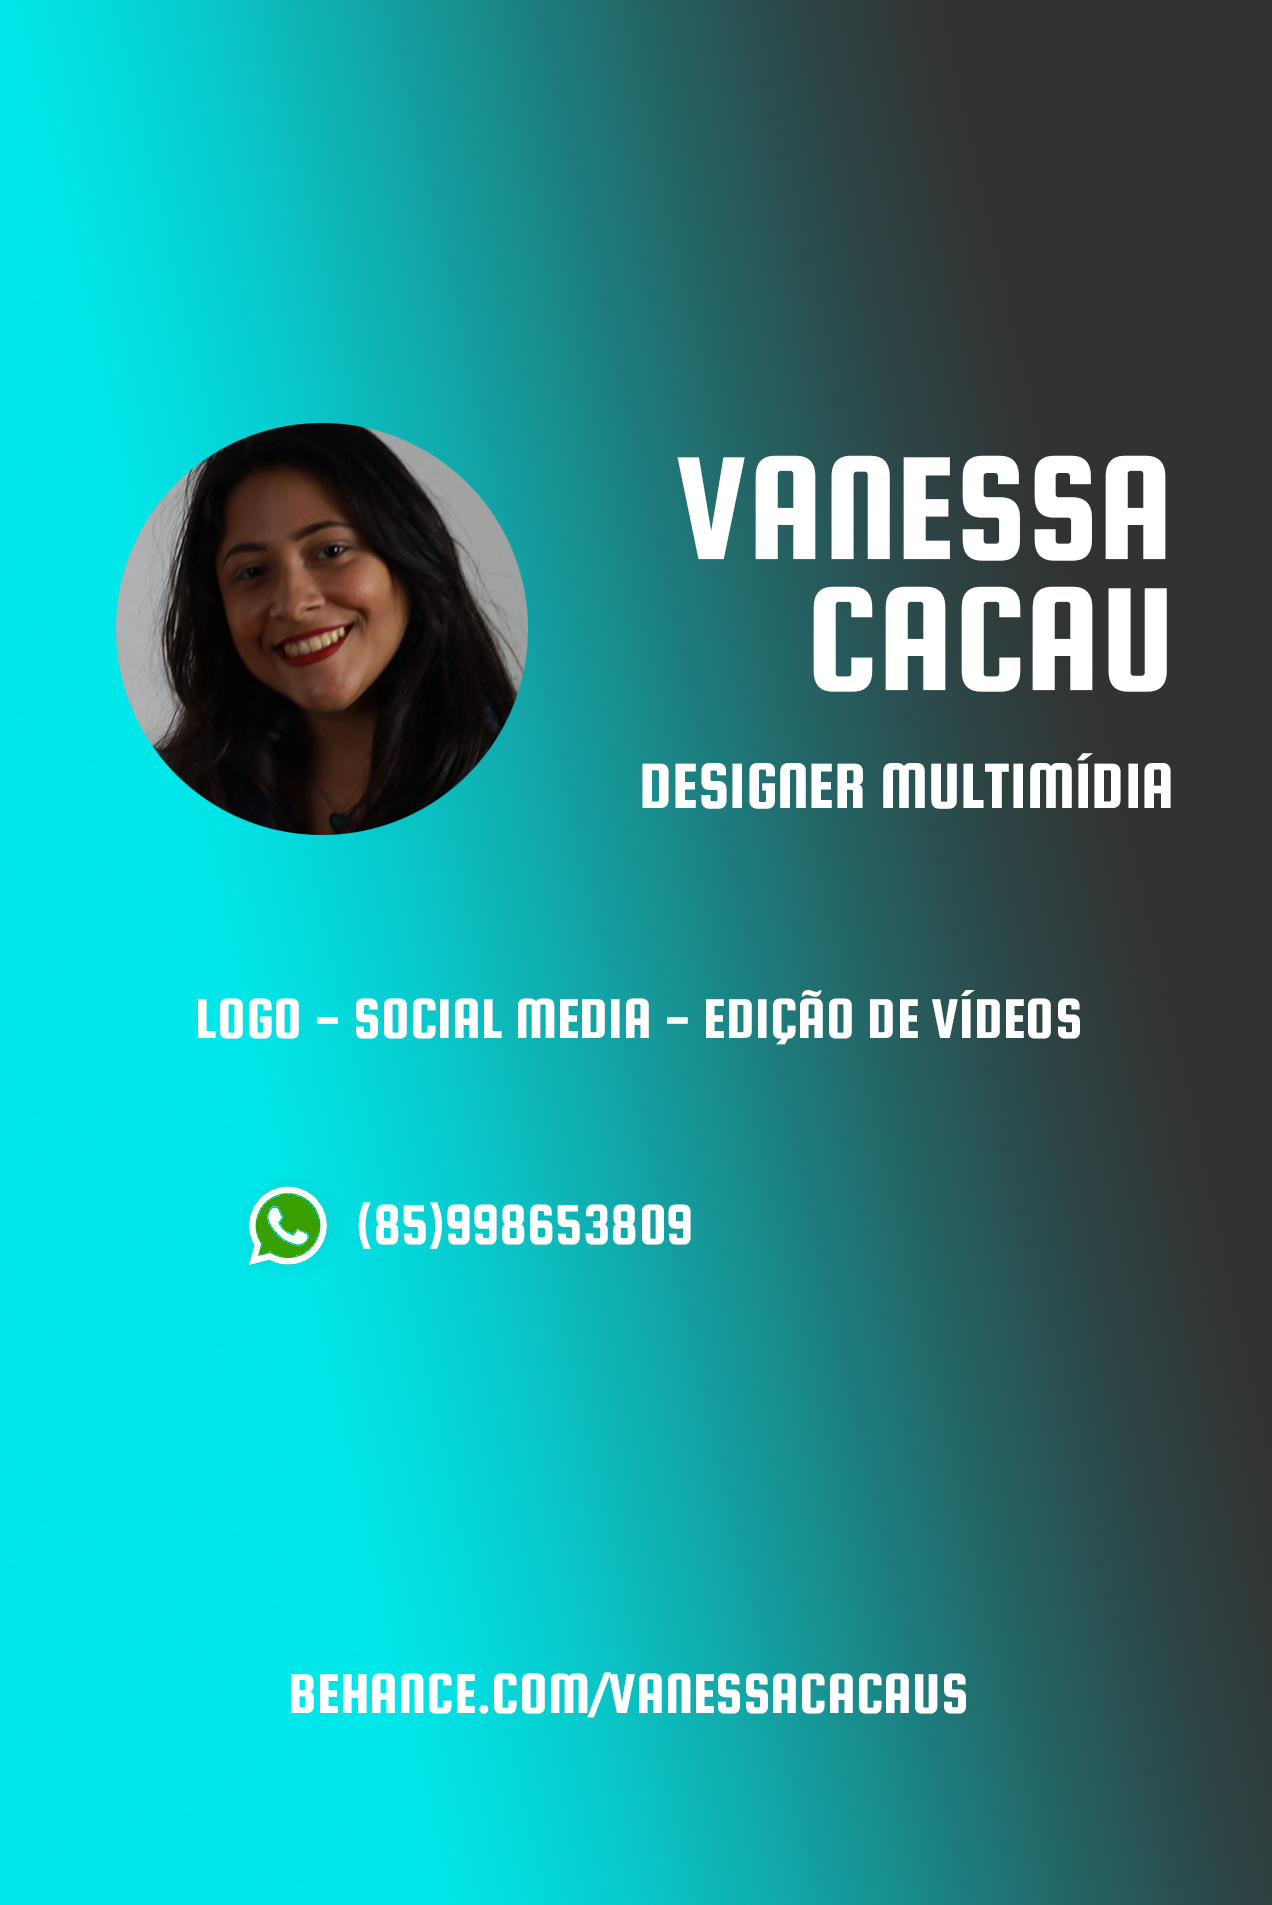 VANESSA
CACAU
DESIGNER MULTIMÍDIA
LOGO - SOCIAL MEDIA - EDIÇÃO DE VÍDEOS
(85)998653809
BEHANCE.COM/VANESSACACAUS